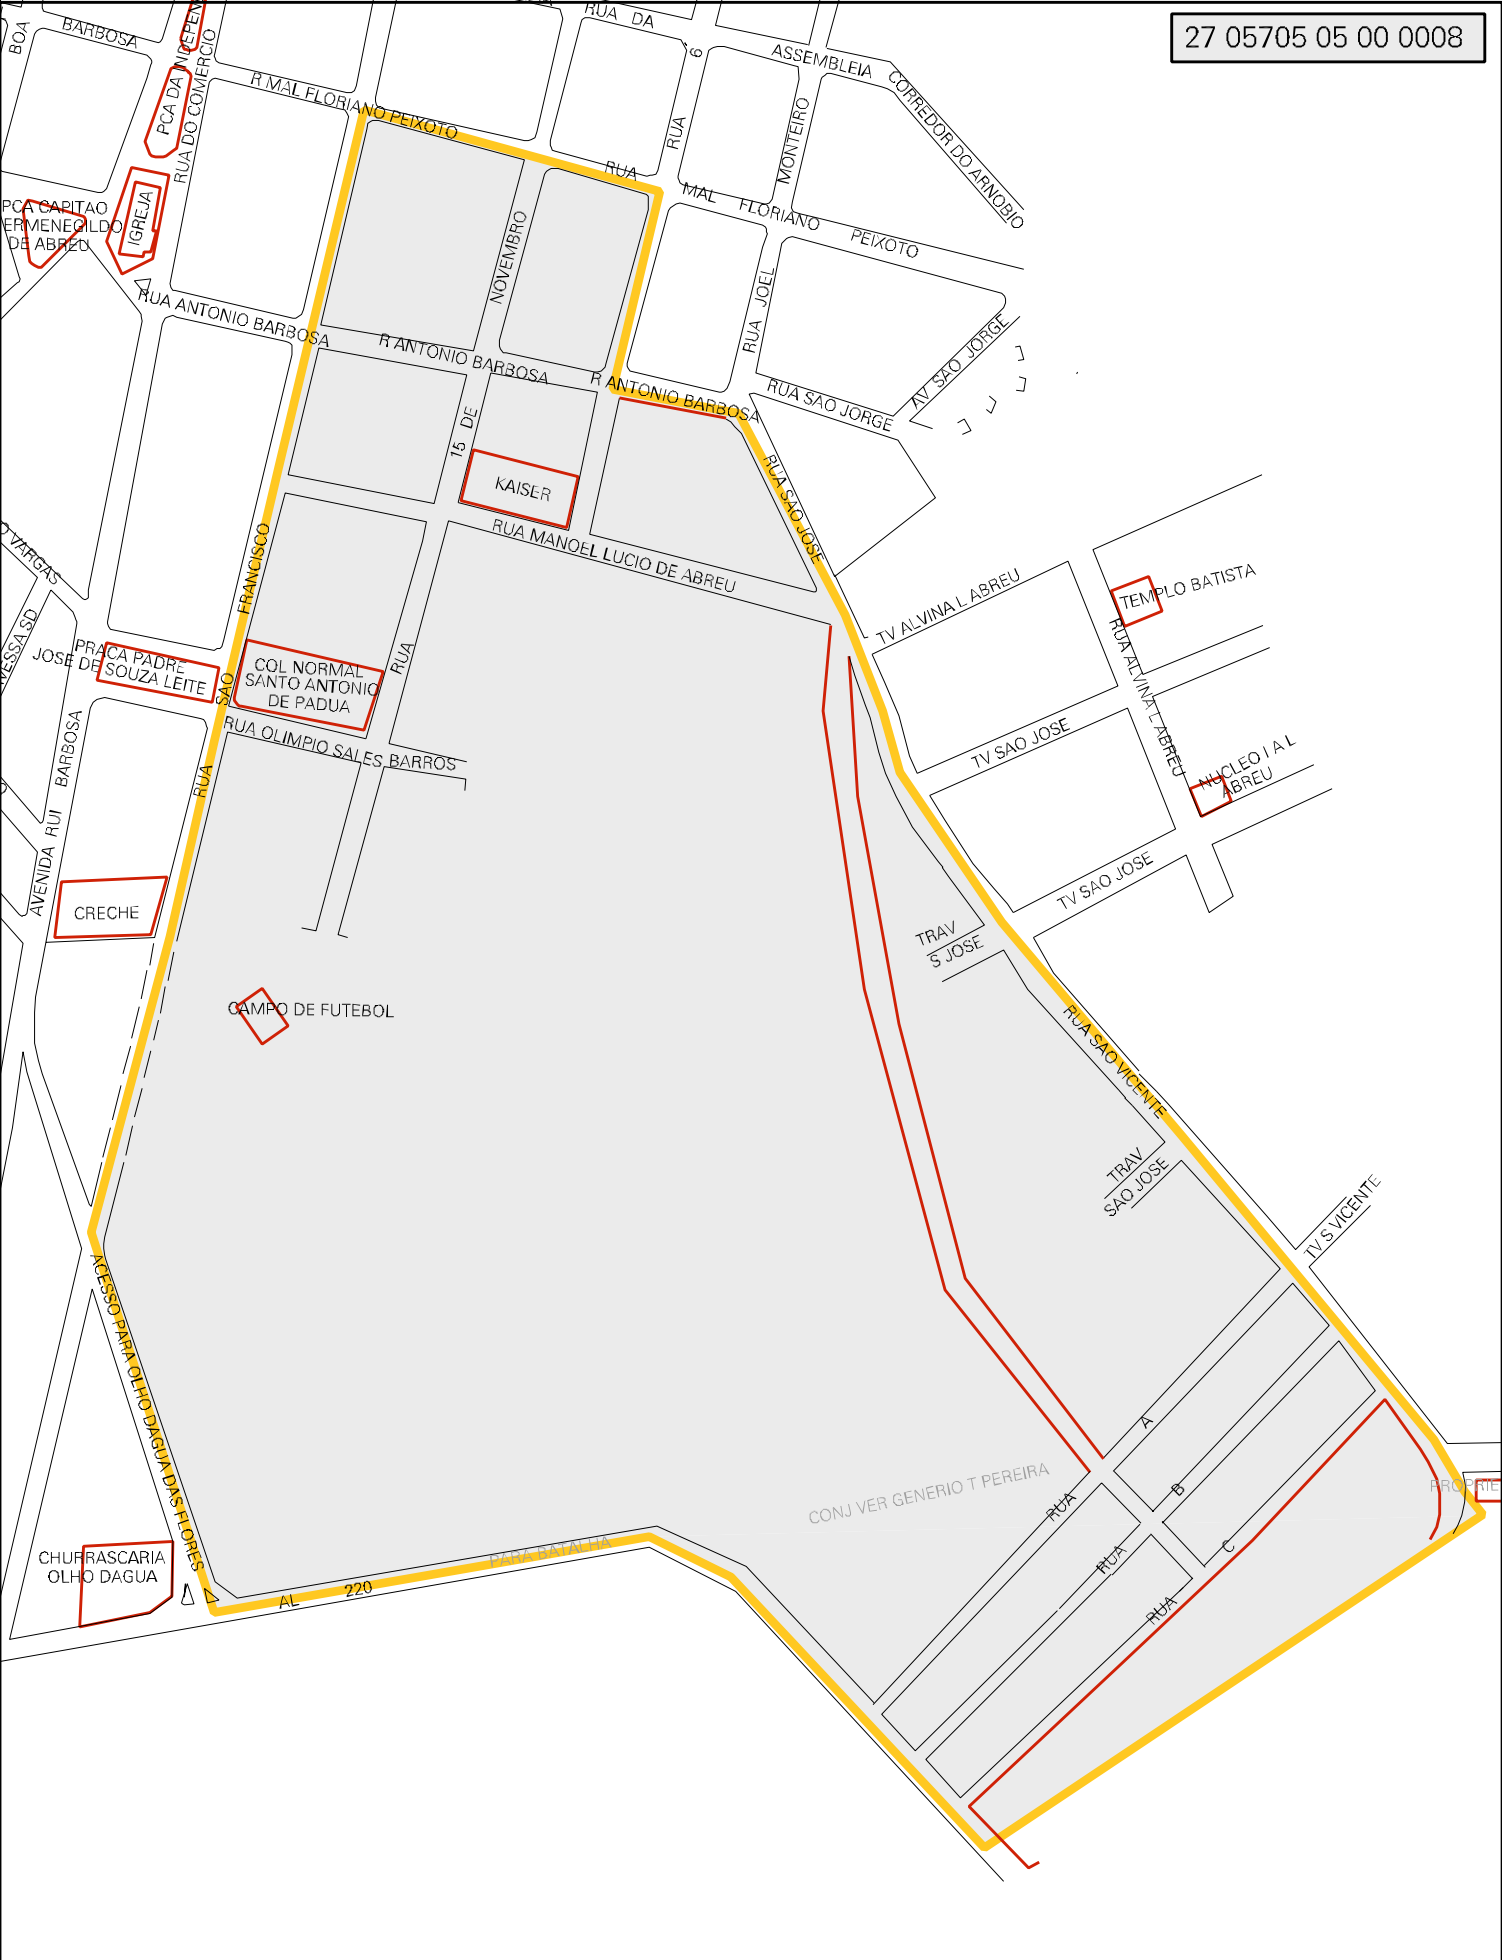 27 05705 05 00 0008
BOA
BARBOSA
PCA DA INDEPEN
RUA DO COMERCIO
R MAL FLORIANO PEIXOTO
RUA DA
ASSEMBLEIA
CORREDOR DO ARNOBIO
RUA
MONTEIRO
RUA
MAL FLORIANO PEIXOTO
PCA CAPITAO
ERMENEGILDO
DE ABREU
IGREJA
NOVEMBRO
RUA JOEL
RUA ANTONIO BARBOSA
R ANTONIO BARBOSA
R ANTONIO BARBOSA
AV SAO JORGE
RUA SAO JORGE
15 DE
KAISER
RUA SAO JOSE
RUA MANOEL LUCIO DE ABREU
O VARGAS
FRANCISCO
TV ALVINA L ABREU
TEMPLO BATISTA
ESSA SD
PRACA PADRE
JOSE DE SOUZA LEITE
COL NORMAL
SANTO ANTONIO
DE PADUA
RUA
SAO
RUA ALVINA L ABREU
RUA OLIMPIO SALES BARROS
TV SAO JOSE
NUCLEO I A L
ABREU
AVENIDA RUI BARBOSA
RUA
TV SAO JOSE
CRECHE
TRAV
S JOSE
CAMPO DE FUTEBOL
RUA SAO VICENTE
TRAV
SAO JOSE
TV S VICENTE
ACESSO PARA OLHO DAGUA DAS FLORES
CONJ VER GENERIO T PEREIRA
RUA A
RUA B
RUA C
PROPRIE
CHURRASCARIA
OLHO DAGUA
PARA BATALHA
AL 220